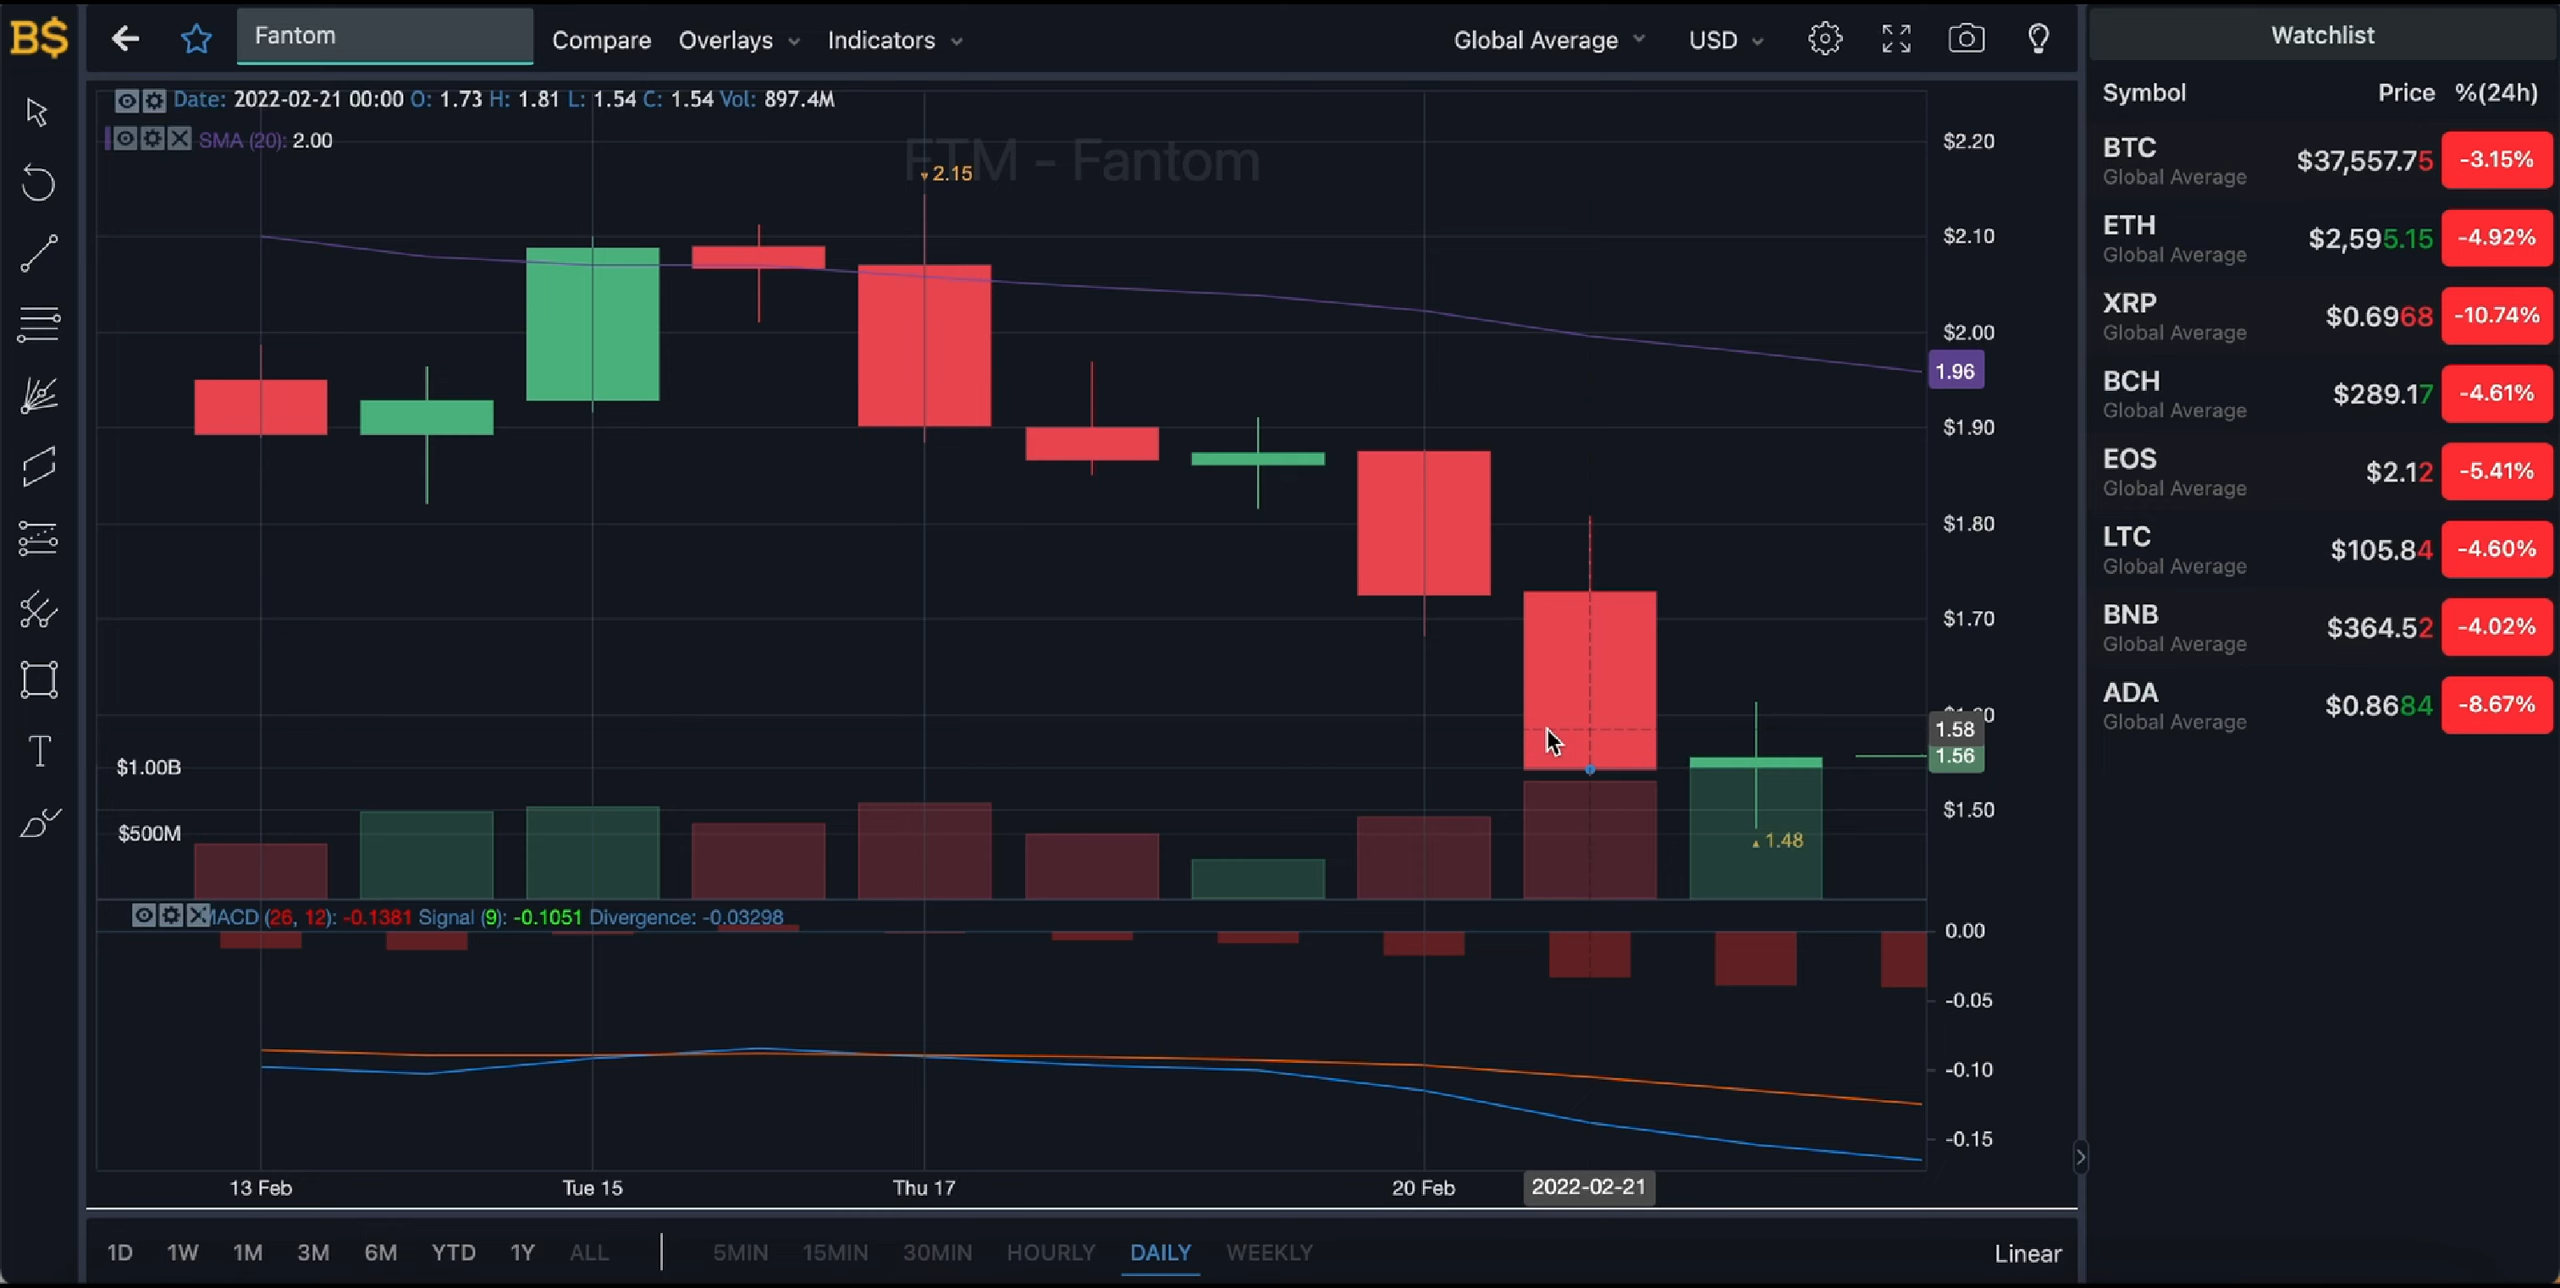 B$
Fantom
Compare
Overlays
Indicators
Global Average
USD
Date: 2022-02-21 00:00 O: 1.73 H: 1.81 L: 1.54 C: 1.54 Vol: 897.4M
SMA (20): 2.00
FTM - Fantom
2.15
$2.20
$2.10
$2.00
1.96
$1.90
$1.80
$1.70
1.58
1.56
$1.50
1.48
$1.00B
$500M
MACD (26, 12): -0.1381 Signal (9): -0.1051 Divergence: -0.03298
0.00
-0.05
-0.10
-0.15
13 Feb
Tue 15
Thu 17
20 Feb
2022-02-21
1D 1W 1M 3M 6M YTD 1Y ALL
5MIN 15MIN 30MIN HOURLY DAILY WEEKLY
Linear
Watchlist
Symbol Price %(24h)
BTC $37,557.75 -3.15%
Global Average
ETH $2,595.15 -4.92%
Global Average
XRP $0.6968 -10.74%
Global Average
BCH $289.17 -4.61%
Global Average
EOS $2.12 -5.41%
Global Average
LTC $105.84 -4.60%
Global Average
BNB $364.52 -4.02%
Global Average
ADA $0.8684 -8.67%
Global Average